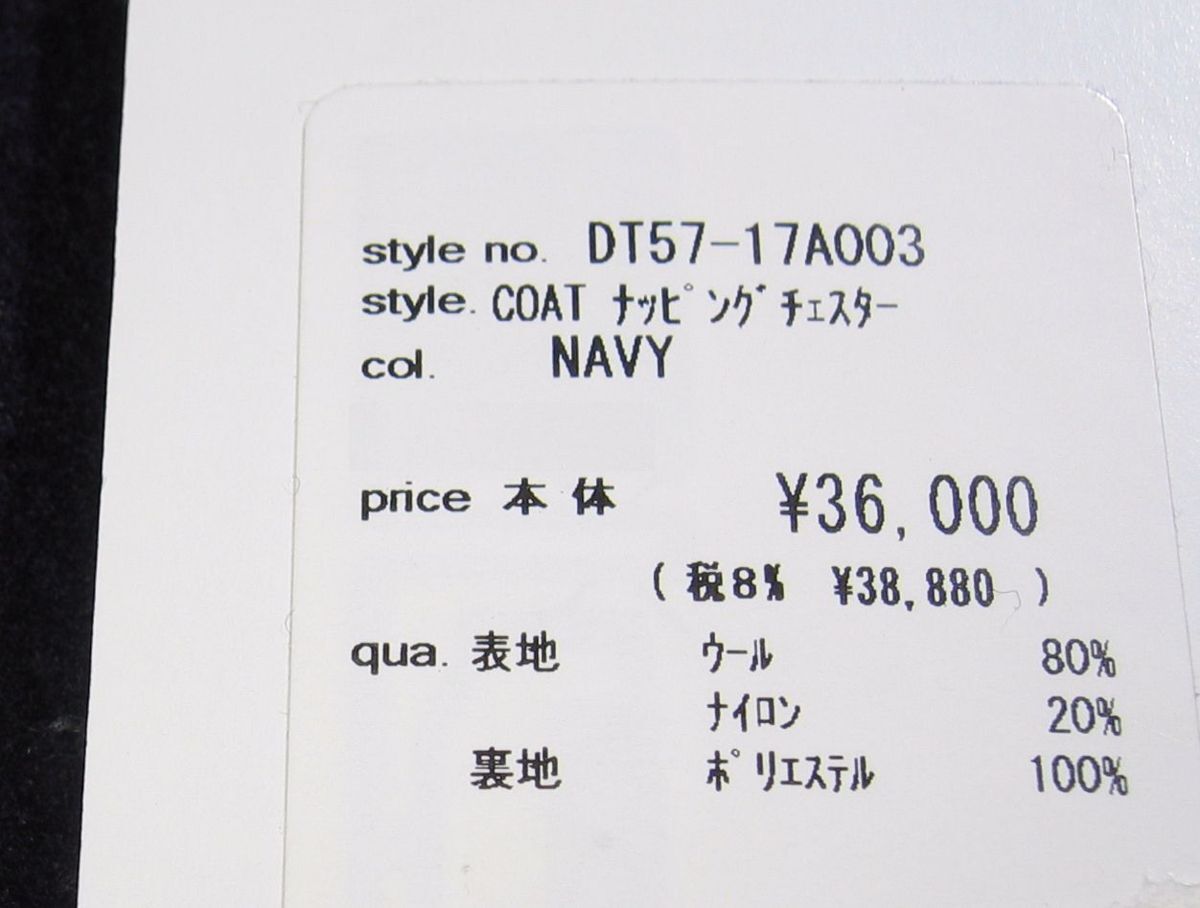 style no. DT57-17A003
style. COAT ﾅｯﾋﾟﾝｸﾞﾁｪｽﾀｰ
col. NAVY
price 本体 ¥36,000
(税8% ¥38,880 )
qua. 表地 ｳｰﾙ 80%
ﾅｲﾛﾝ 20%
裏地 ﾎﾟﾘｴｽﾃﾙ 100%